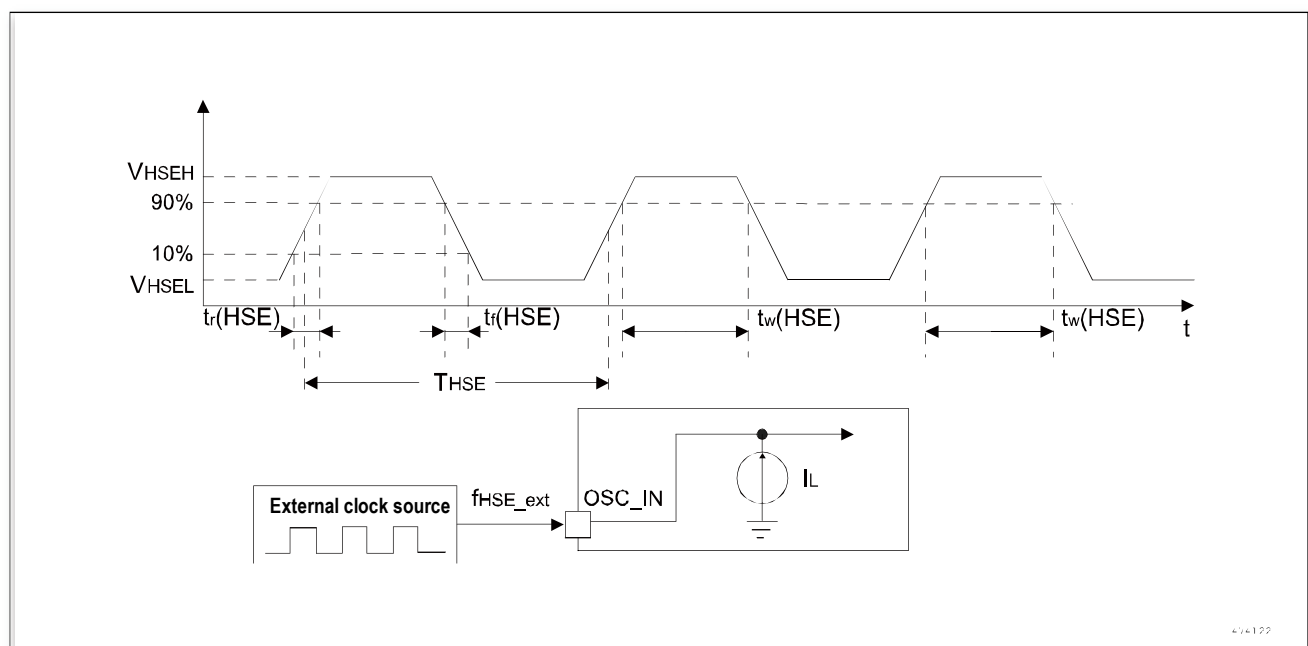 VHSEH
90%
10%
VHSEL
tr(HSE) tf(HSE) tw(HSE) tw(HSE) t
THSE
External clock source
fHSE_ext
OSC_IN
IL
474122